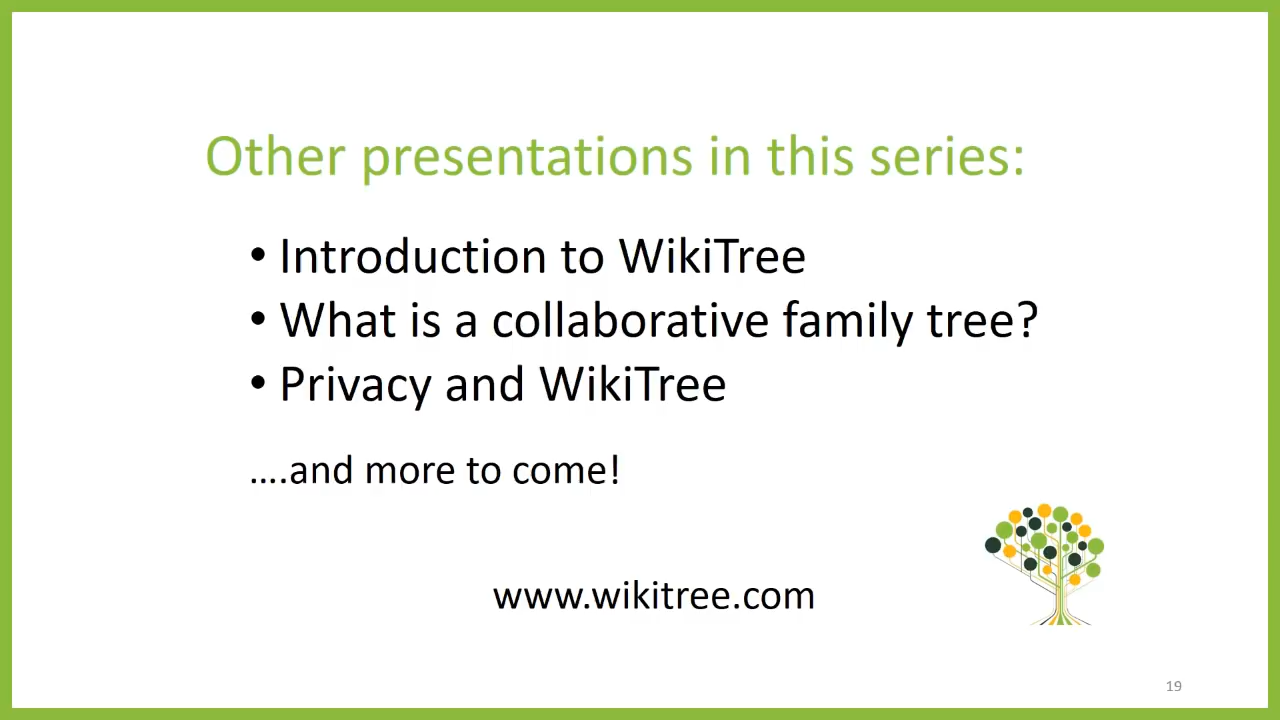 Other presentations in this series:
• Introduction to WikiTree
• What is a collaborative family tree?
• Privacy and WikiTree
….and more to come!
www.wikitree.com
19